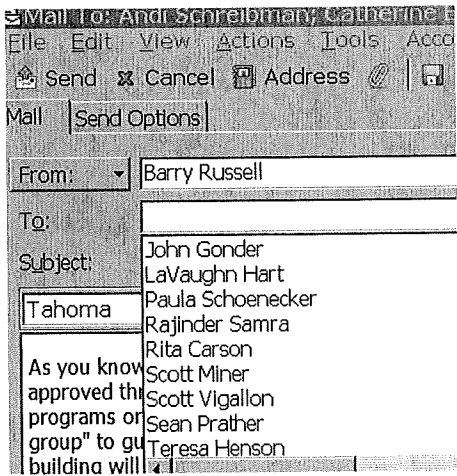 Mail To: Andi Schreibman; Catherine
File Edit View Actions Tools Acco
Send Cancel Address
Mail Send Options
From: Barry Russell
To:
Subject:
John Gonder
LaVaughn Hart
Paula Schoenecker
Rajinder Samra
Rita Carson
Scott Miner
Scott Vigallon
Sean Prather
Teresa Henson
Tahoma
As you know
approved thr
programs or
group" to gu
building will